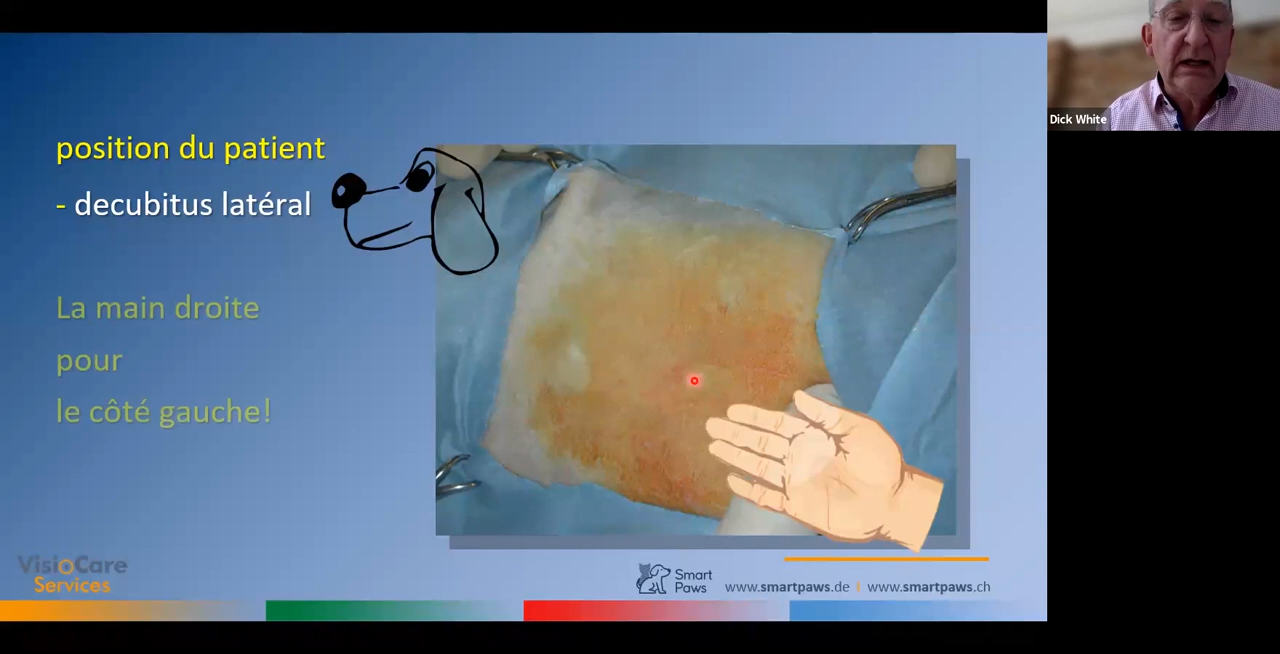 position du patient
- decubitus latéral
La main droite
pour
le côté gauche!
VisioCare
Services
Smart
Paws
www.smartpaws.de | www.smartpaws.ch
Dick White